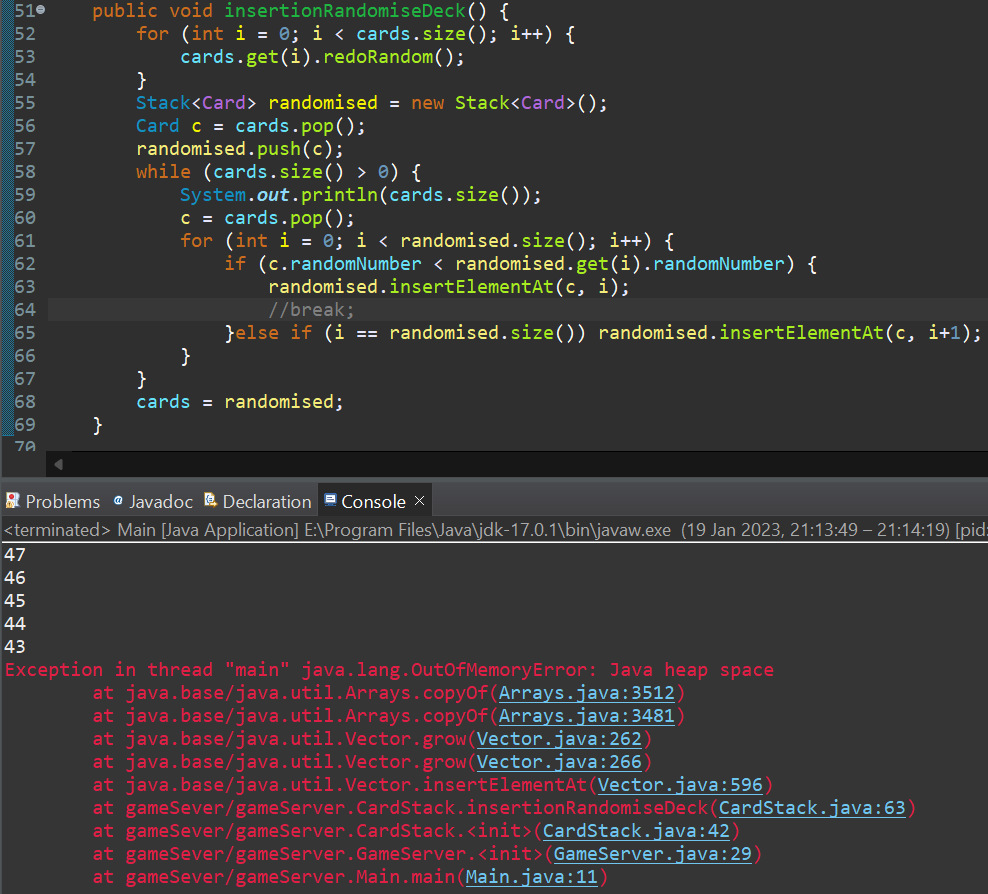 51 public void insertionRandomiseDeck() {
52 for (int i = 0; i < cards.size(); i++) {
53 cards.get(i).redoRandom();
54 }
55 Stack<Card> randomised = new Stack<Card>();
56 Card c = cards.pop();
57 randomised.push(c);
58 while (cards.size() > 0) {
59 System.out.println(cards.size());
60 c = cards.pop();
61 for (int i = 0; i < randomised.size(); i++) {
62 if (c.randomNumber < randomised.get(i).randomNumber) {
63 randomised.insertElementAt(c, i);
64 //break;
65 }else if (i == randomised.size()) randomised.insertElementAt(c, i+1);
66 }
67 }
68 cards = randomised;
69 }
70
Problems @ Javadoc Declaration Console ×
<terminated> Main [Java Application] E:\Program Files\Java\jdk-17.0.1\bin\javaw.exe (19 Jan 2023, 21:13:49 – 21:14:19) [pid:
47
46
45
44
43
Exception in thread "main" java.lang.OutOfMemoryError: Java heap space
at java.base/java.util.Arrays.copyOf(Arrays.java:3512)
at java.base/java.util.Arrays.copyOf(Arrays.java:3481)
at java.base/java.util.Vector.grow(Vector.java:262)
at java.base/java.util.Vector.grow(Vector.java:266)
at java.base/java.util.Vector.insertElementAt(Vector.java:596)
at gameSever/gameServer.CardStack.insertionRandomiseDeck(CardStack.java:63)
at gameSever/gameServer.CardStack.<init>(CardStack.java:42)
at gameSever/gameServer.GameServer.<init>(GameServer.java:29)
at gameSever/gameServer.Main.main(Main.java:11)